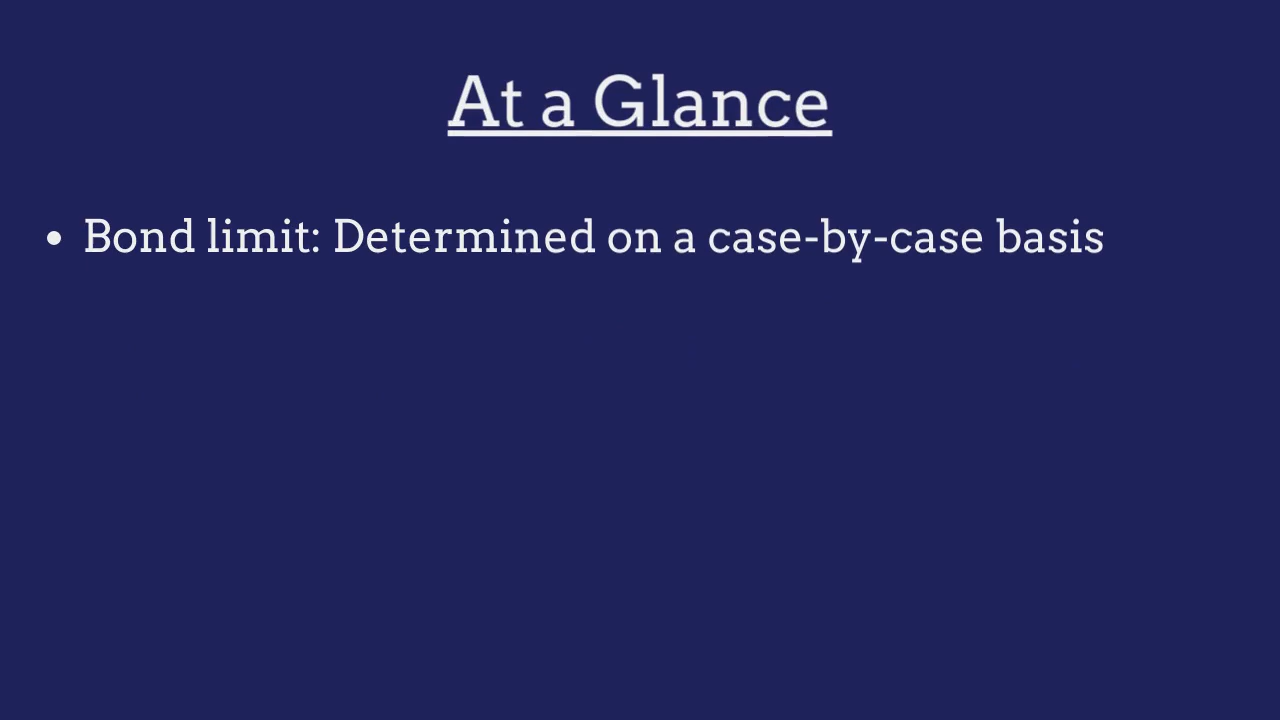 At a Glance
• Bond limit: Determined on a case-by-case basis